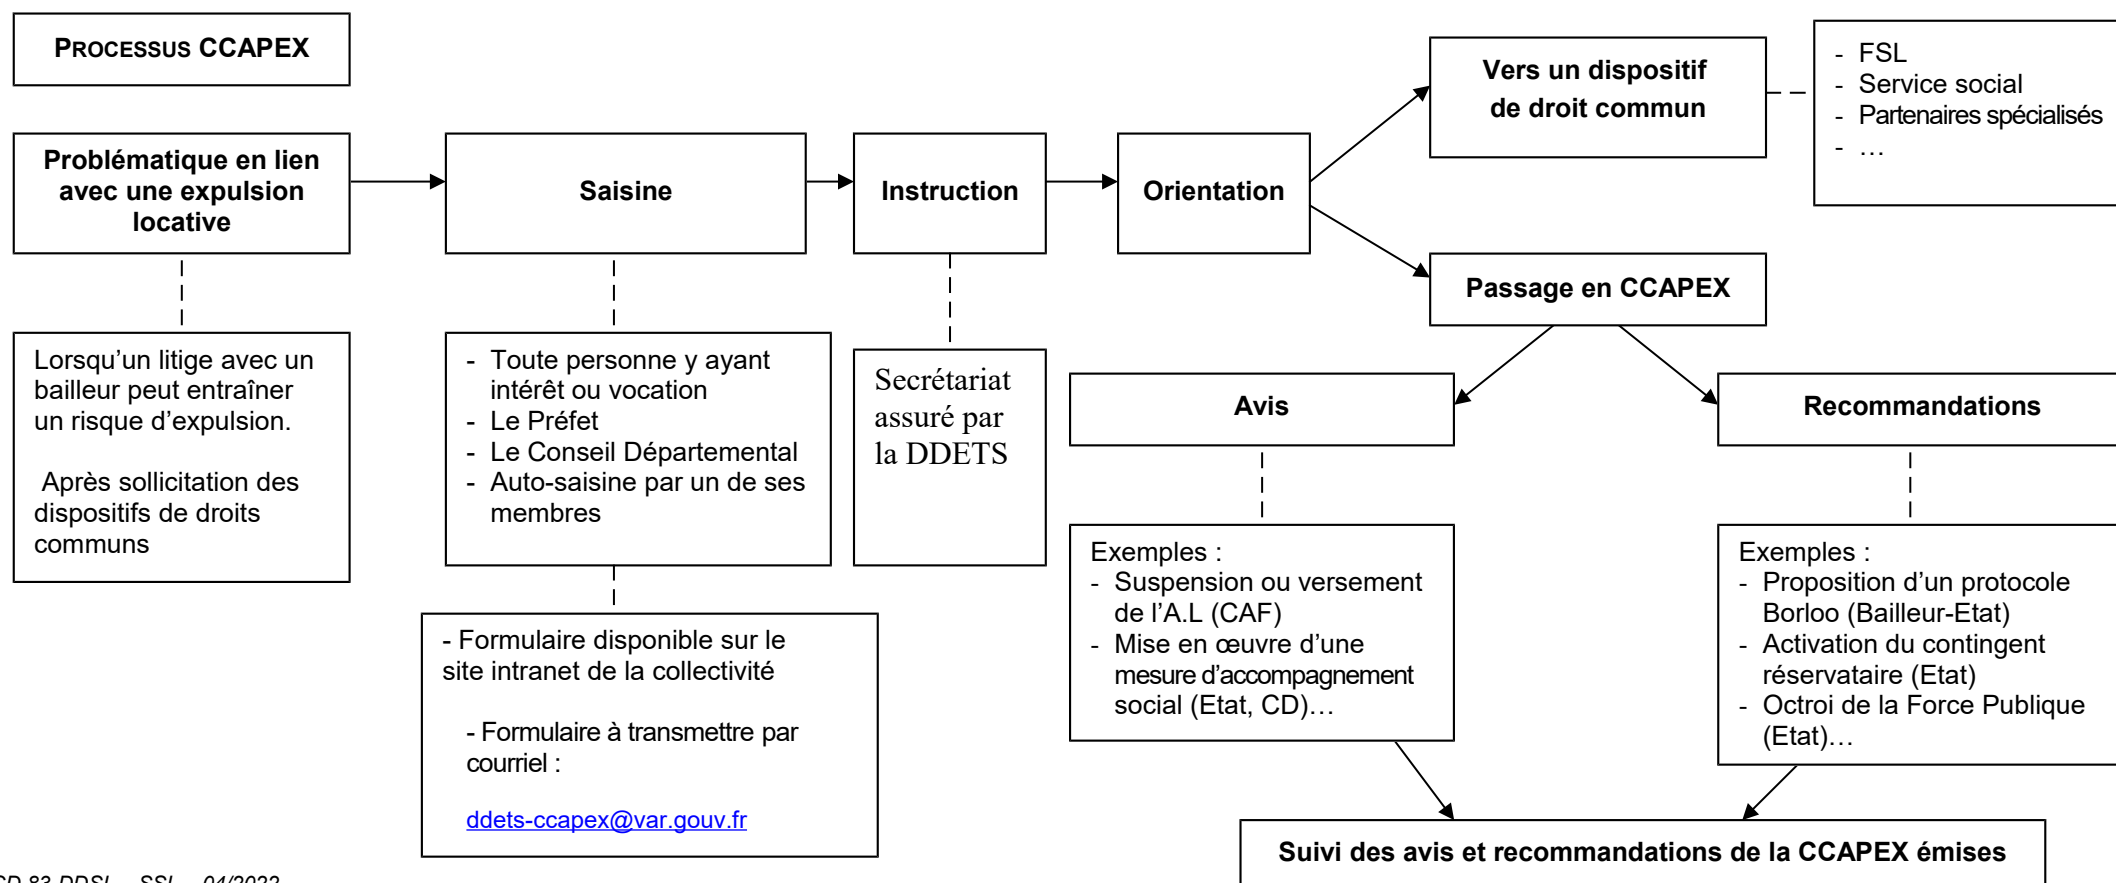 PROCESSUS CCAPEX
Problématique en lien
avec une expulsion
locative
Saisine
Instruction
Orientation
Vers un dispositif
de droit commun
- FSL
- Service social
- Partenaires spécialisés
- …
Passage en CCAPEX
Lorsqu’un litige avec un
bailleur peut entraîner
un risque d’expulsion.
Après sollicitation des
dispositifs de droits
communs
- Toute personne y ayant
intérêt ou vocation
- Le Préfet
- Le Conseil Départemental
- Auto-saisine par un de ses
membres
Secrétariat
assuré par
la DDETS
- Formulaire disponible sur le
site intranet de la collectivité
- Formulaire à transmettre par
courriel :
ddets-ccapex@var.gouv.fr
Avis
Recommandations
Exemples :
- Suspension ou versement
de l’A.L (CAF)
- Mise en œuvre d’une
mesure d’accompagnement
social (Etat, CD)…
Exemples :
- Proposition d’un protocole
Borloo (Bailleur-Etat)
- Activation du contingent
réservataire (Etat)
- Octroi de la Force Publique
(Etat)…
Suivi des avis et recommandations de la CCAPEX émises
83 DDSI – SSL – 04/2022